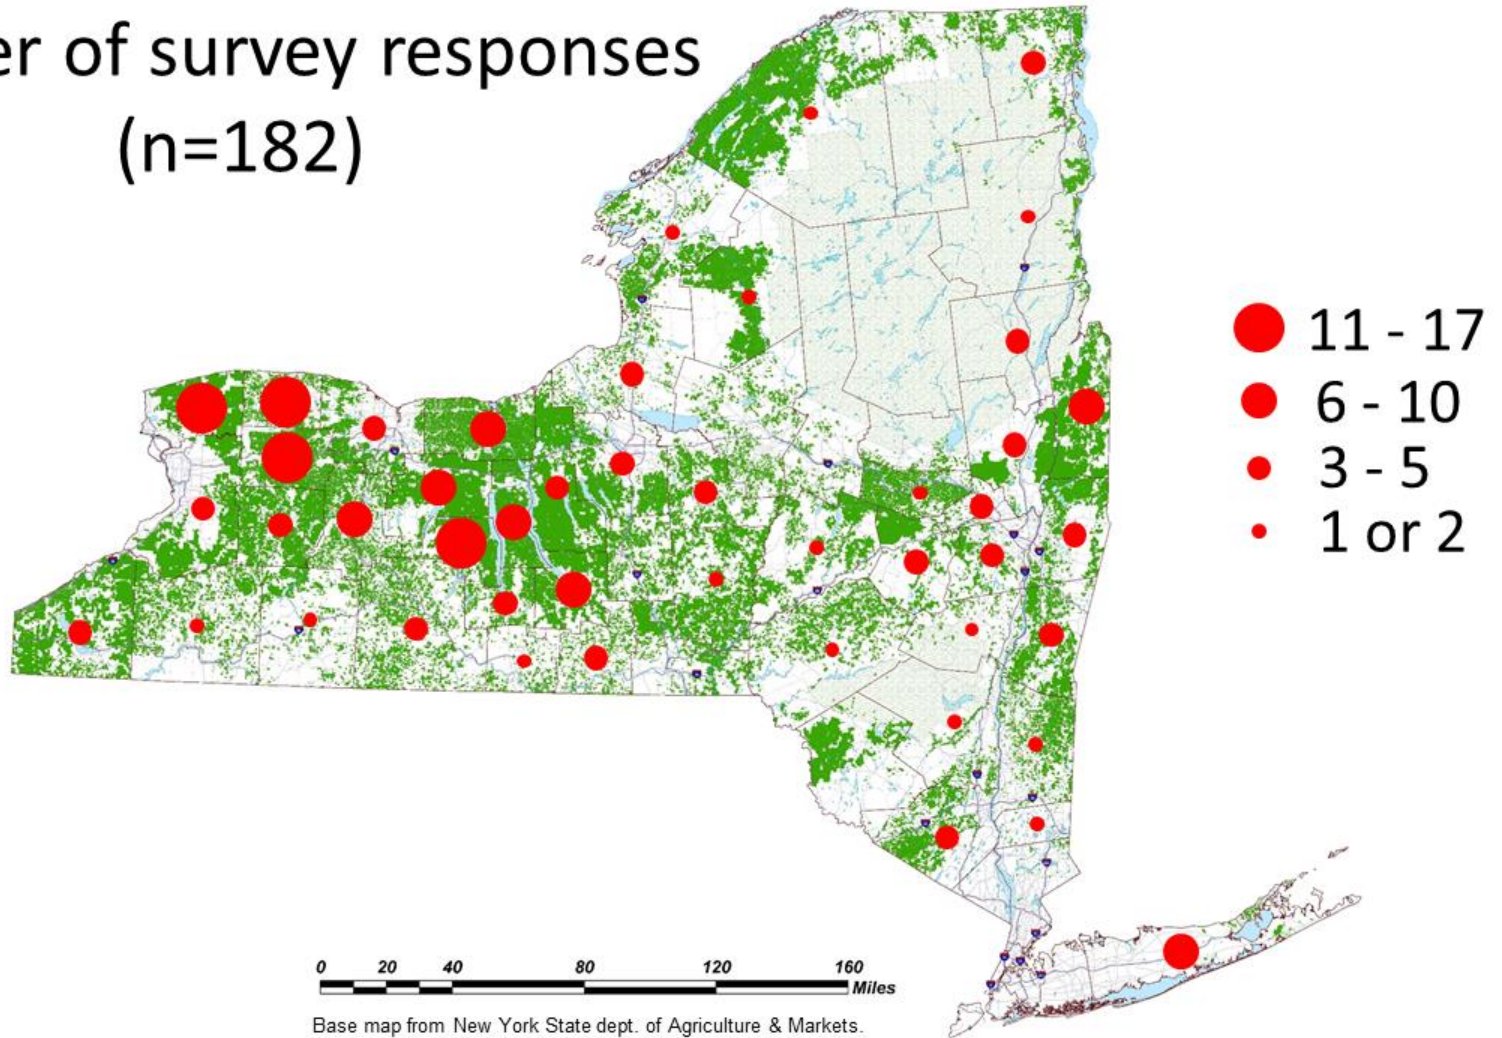 er of survey responses
(n=182)
11 - 17
6 - 10
3 - 5
1 or 2
0 20 40 80 120 160
Miles
Base map from New York State dept. of Agriculture & Markets.